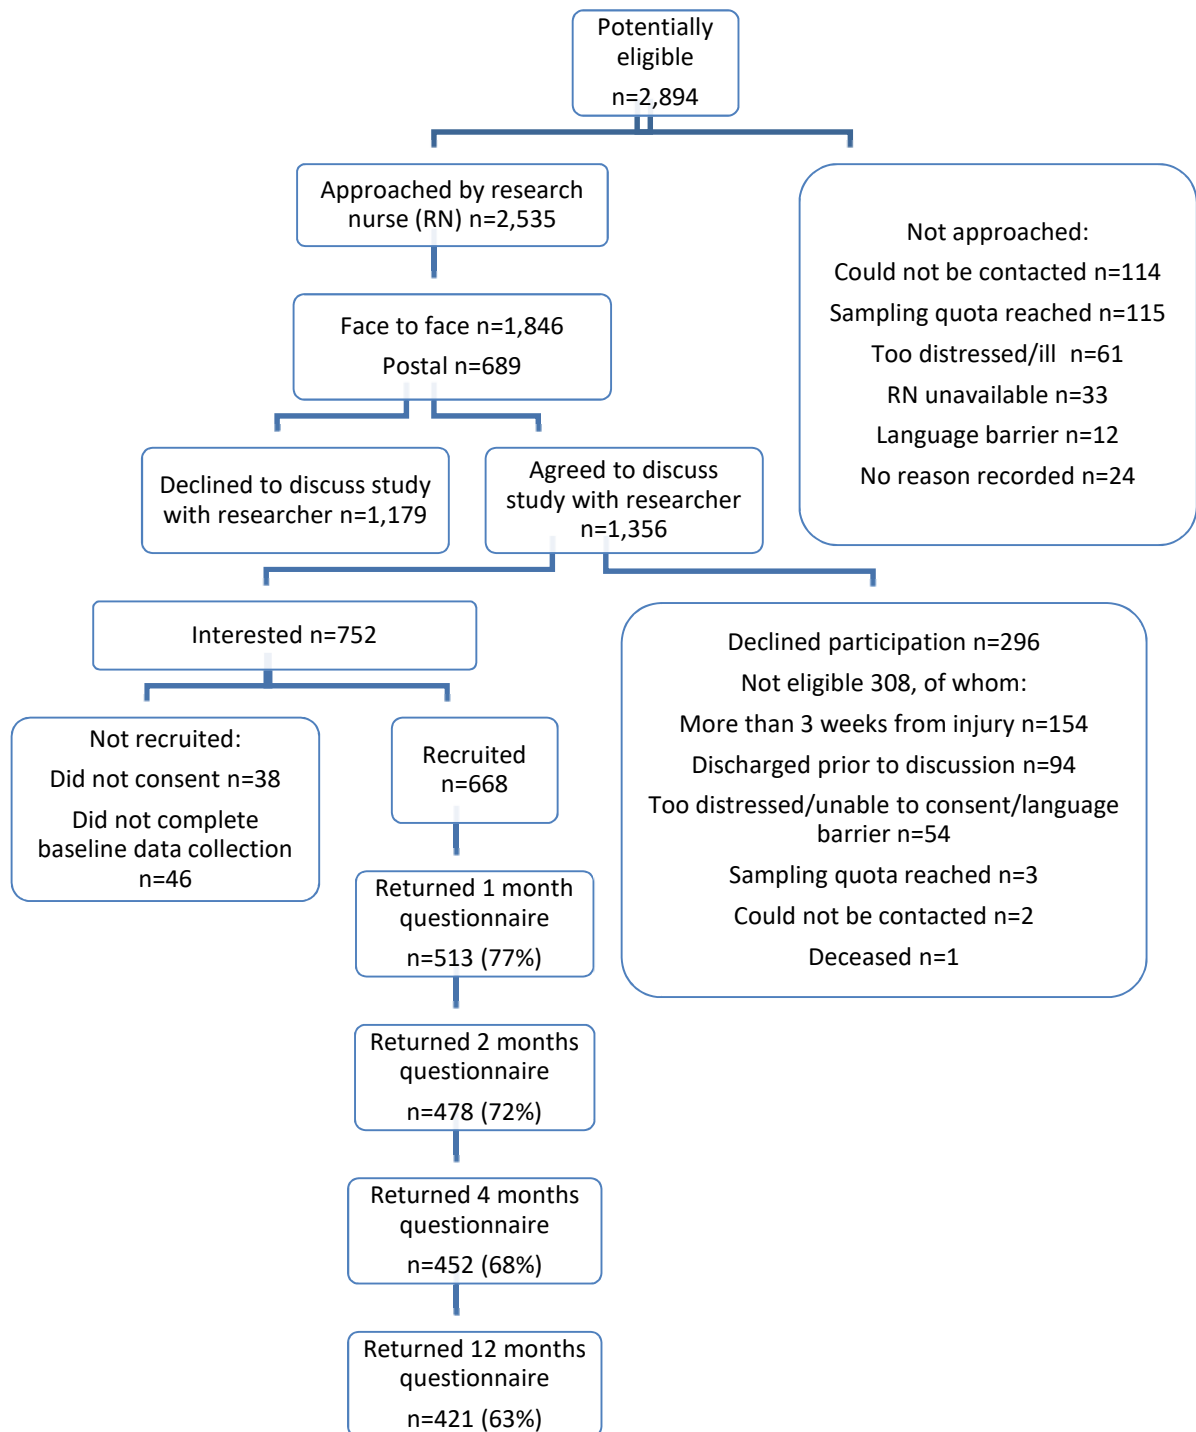 Potentially
eligible
n=2,894
Approached by research
nurse (RN) n=2,535
Not approached:
Could not be contacted n=114
Sampling quota reached n=115
Too distressed/ill  n=61
RN unavailable n=33
Language barrier n=12
No reason recorded n=24
Face to face n=1,846
Postal n=689
Declined to discuss study
with researcher n=1,179
Agreed to discuss
study with researcher
n=1,356
Interested n=752
Declined participation n=296
Not eligible 308, of whom:
More than 3 weeks from injury n=154
Discharged prior to discussion n=94
Too distressed/unable to consent/language
barrier n=54
Sampling quota reached n=3
Could not be contacted n=2
Deceased n=1
Not recruited:
Did not consent n=38
Did not complete
baseline data collection
n=46
Recruited
n=668
Returned 1 month
questionnaire
n=513 (77%)
Returned 2 months
questionnaire
n=478 (72%)
Returned 4 months
questionnaire
n=452 (68%)
Returned 12 months
questionnaire
n=421 (63%)